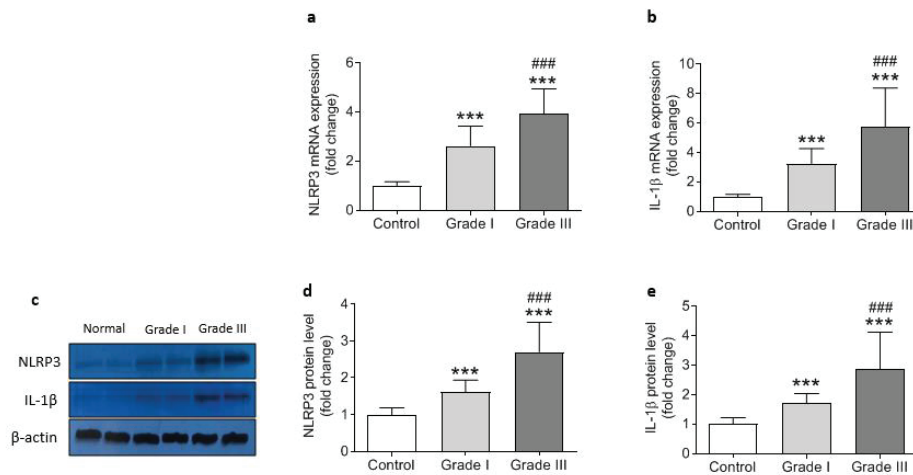 a
NLRP3 mRNA expression
(fold change)
6
4
2
0
***
###
***
Control
Grade I
Grade III
b
IL-1β mRNA expression
(fold change)
10
8
6
4
2
0
***
###
***
Control
Grade I
Grade III
c
Normal
Grade I
Grade III
NLRP3
IL-1β
β-actin
d
NLRP3 protein level
(fold change)
4
3
2
1
0
***
###
***
Control
Grade I
Grade III
e
IL-1β protein level
(fold change)
5
4
3
2
1
0
***
###
***
Control
Grade I
Grade III